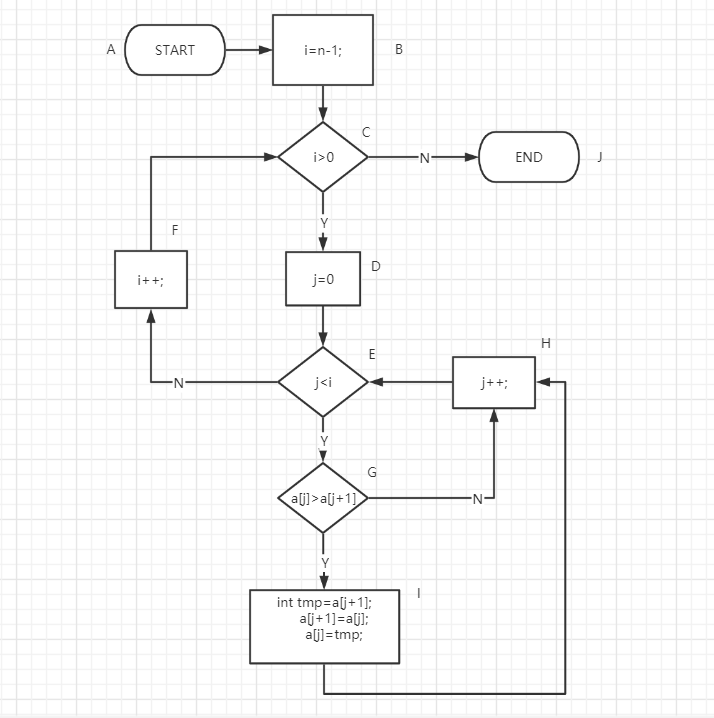 A
START
i=n-1;
B
C
i>0
N
END
J
Y
F
i++;
j=0
D
E
H
j<i
j++;
N
Y
G
a[j]>a[j+1]
N
Y
I
int tmp=a[j+1];
a[j+1]=a[j];
a[j]=tmp;